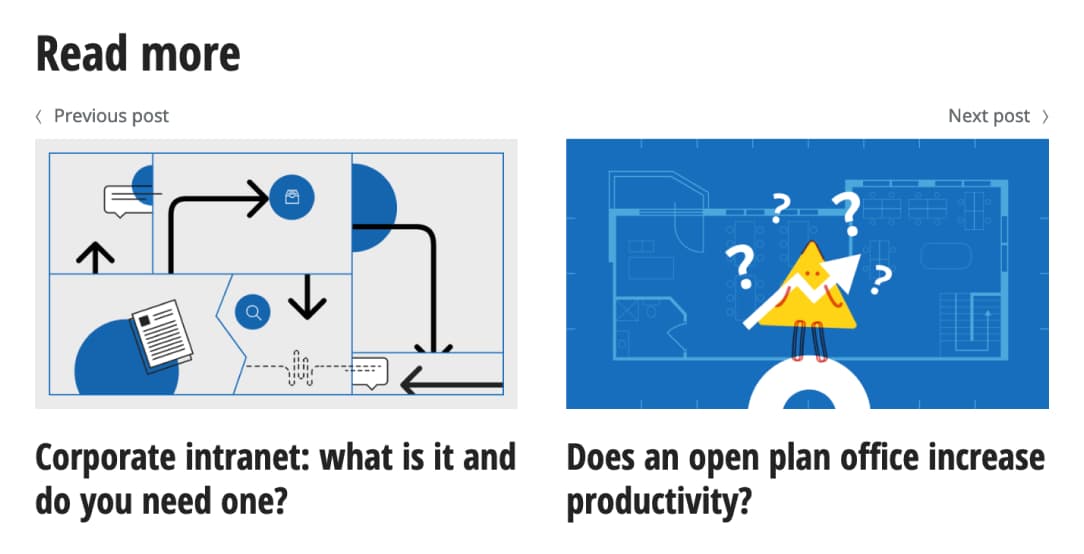 Read more
Previous post
Next post
? ? ? ?
Corporate intranet: what is it and
do you need one?
Does an open plan office increase
productivity?